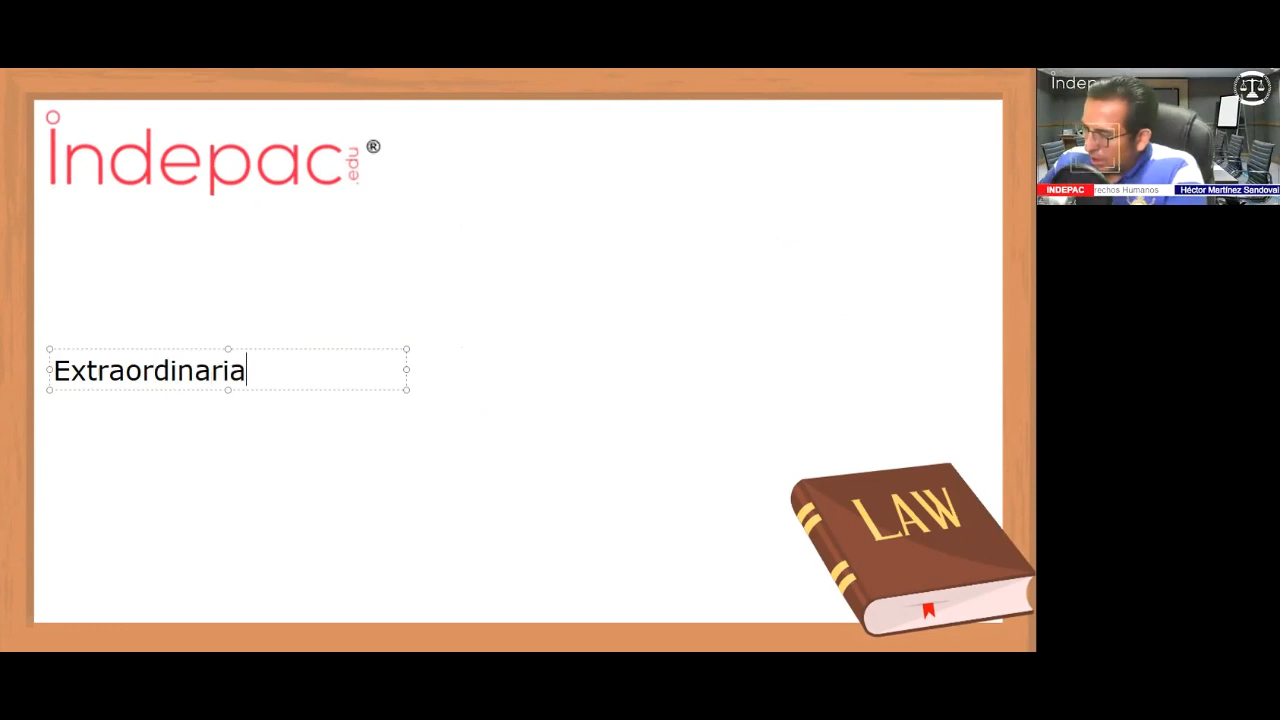 indepac .edu ®
Extraordinaria
LAW
Indep
INDEPAC
rechos Humanos
Héctor Martínez Sandoval